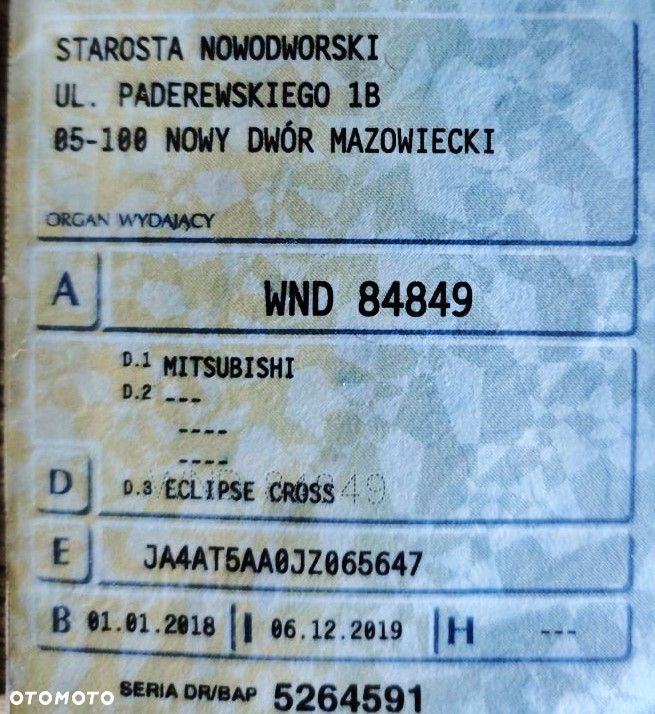 STAROSTA NOWODWORSKI
UL. PADEREWSKIEGO 1B
05-100 NOWY DWÓR MAZOWIECKI
ORGAN WYDAJĄCY
A WND 84849
D.1 MITSUBISHI
D.2 ---
----
----
D D.3 ECLIPSE CROSS
E JA4AT5AA0JZ065647
B 01.01.2018 I 06.12.2019 H ---
SERIA DR/BAP 5264591
OTOMOTO